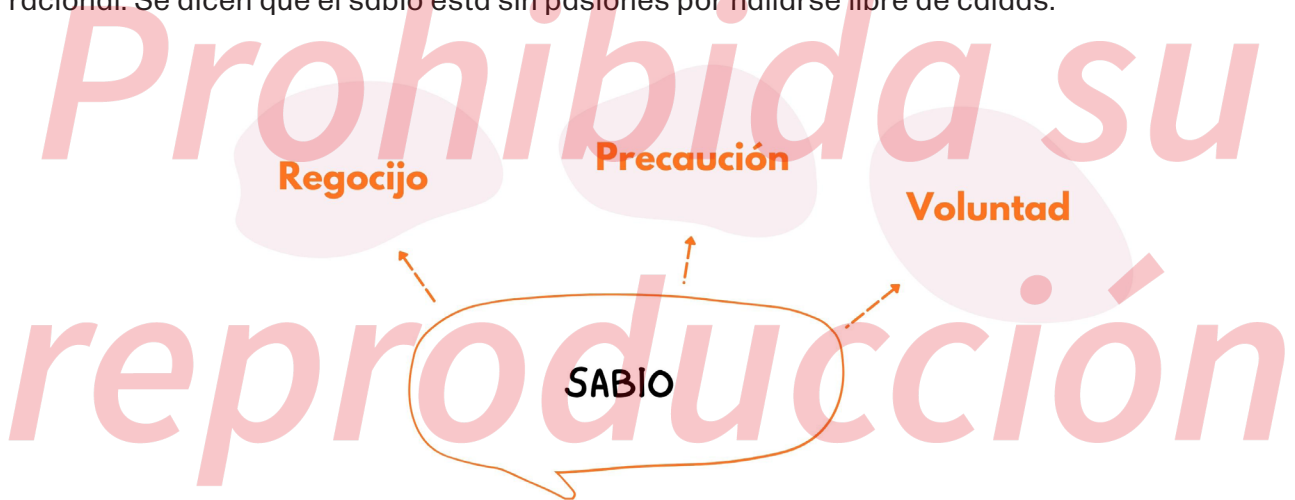 racional. Se dicen que el sabio está sin pasiones por hallarse libre de caídas.
Prohibida su
Regocijo
Precaución
Voluntad
reproducción
SABIO